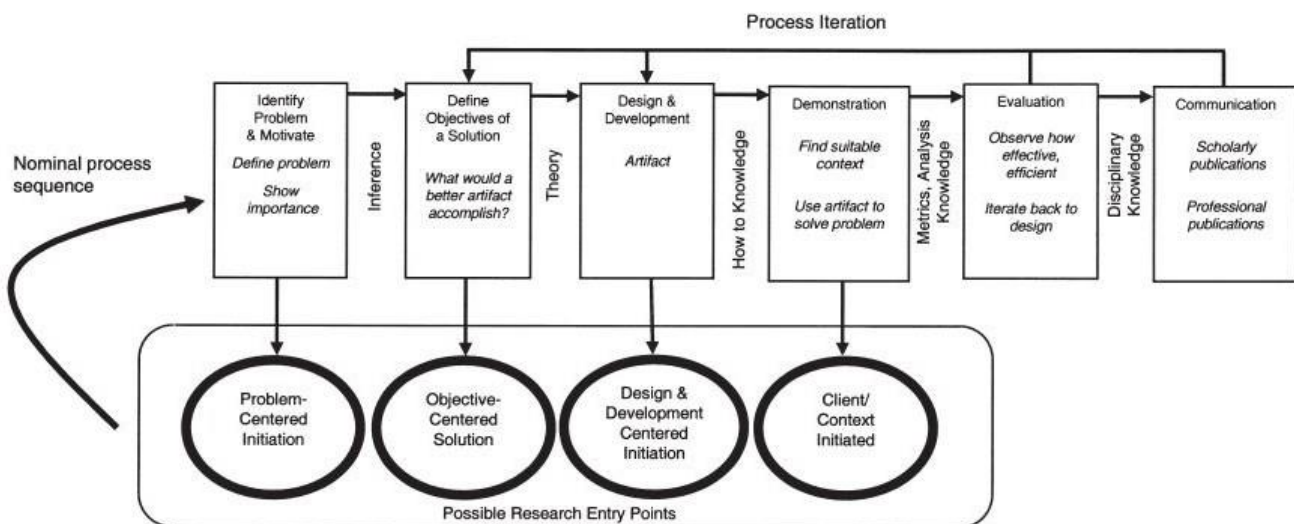 Process Iteration
Nominal process
sequence
Identify
Problem
& Motivate
Define problem
Show
importance
Inference
Define
Objectives of
a Solution
What would a
better artifact
accomplish?
Theory
Design &
Development
Artifact
How to Knowledge
Demonstration
Find suitable
context
Use artifact to
solve problem
Metrics, Analysis
Knowledge
Evaluation
Observe how
effective,
efficient
Iterate back to
design
Disciplinary
Knowledge
Communication
Scholarly
publications
Professional
publications
Problem-
Centered
Initiation
Objective-
Centered
Solution
Design &
Development
Centered
Initiation
Client/
Context
Initiated
Possible Research Entry Points